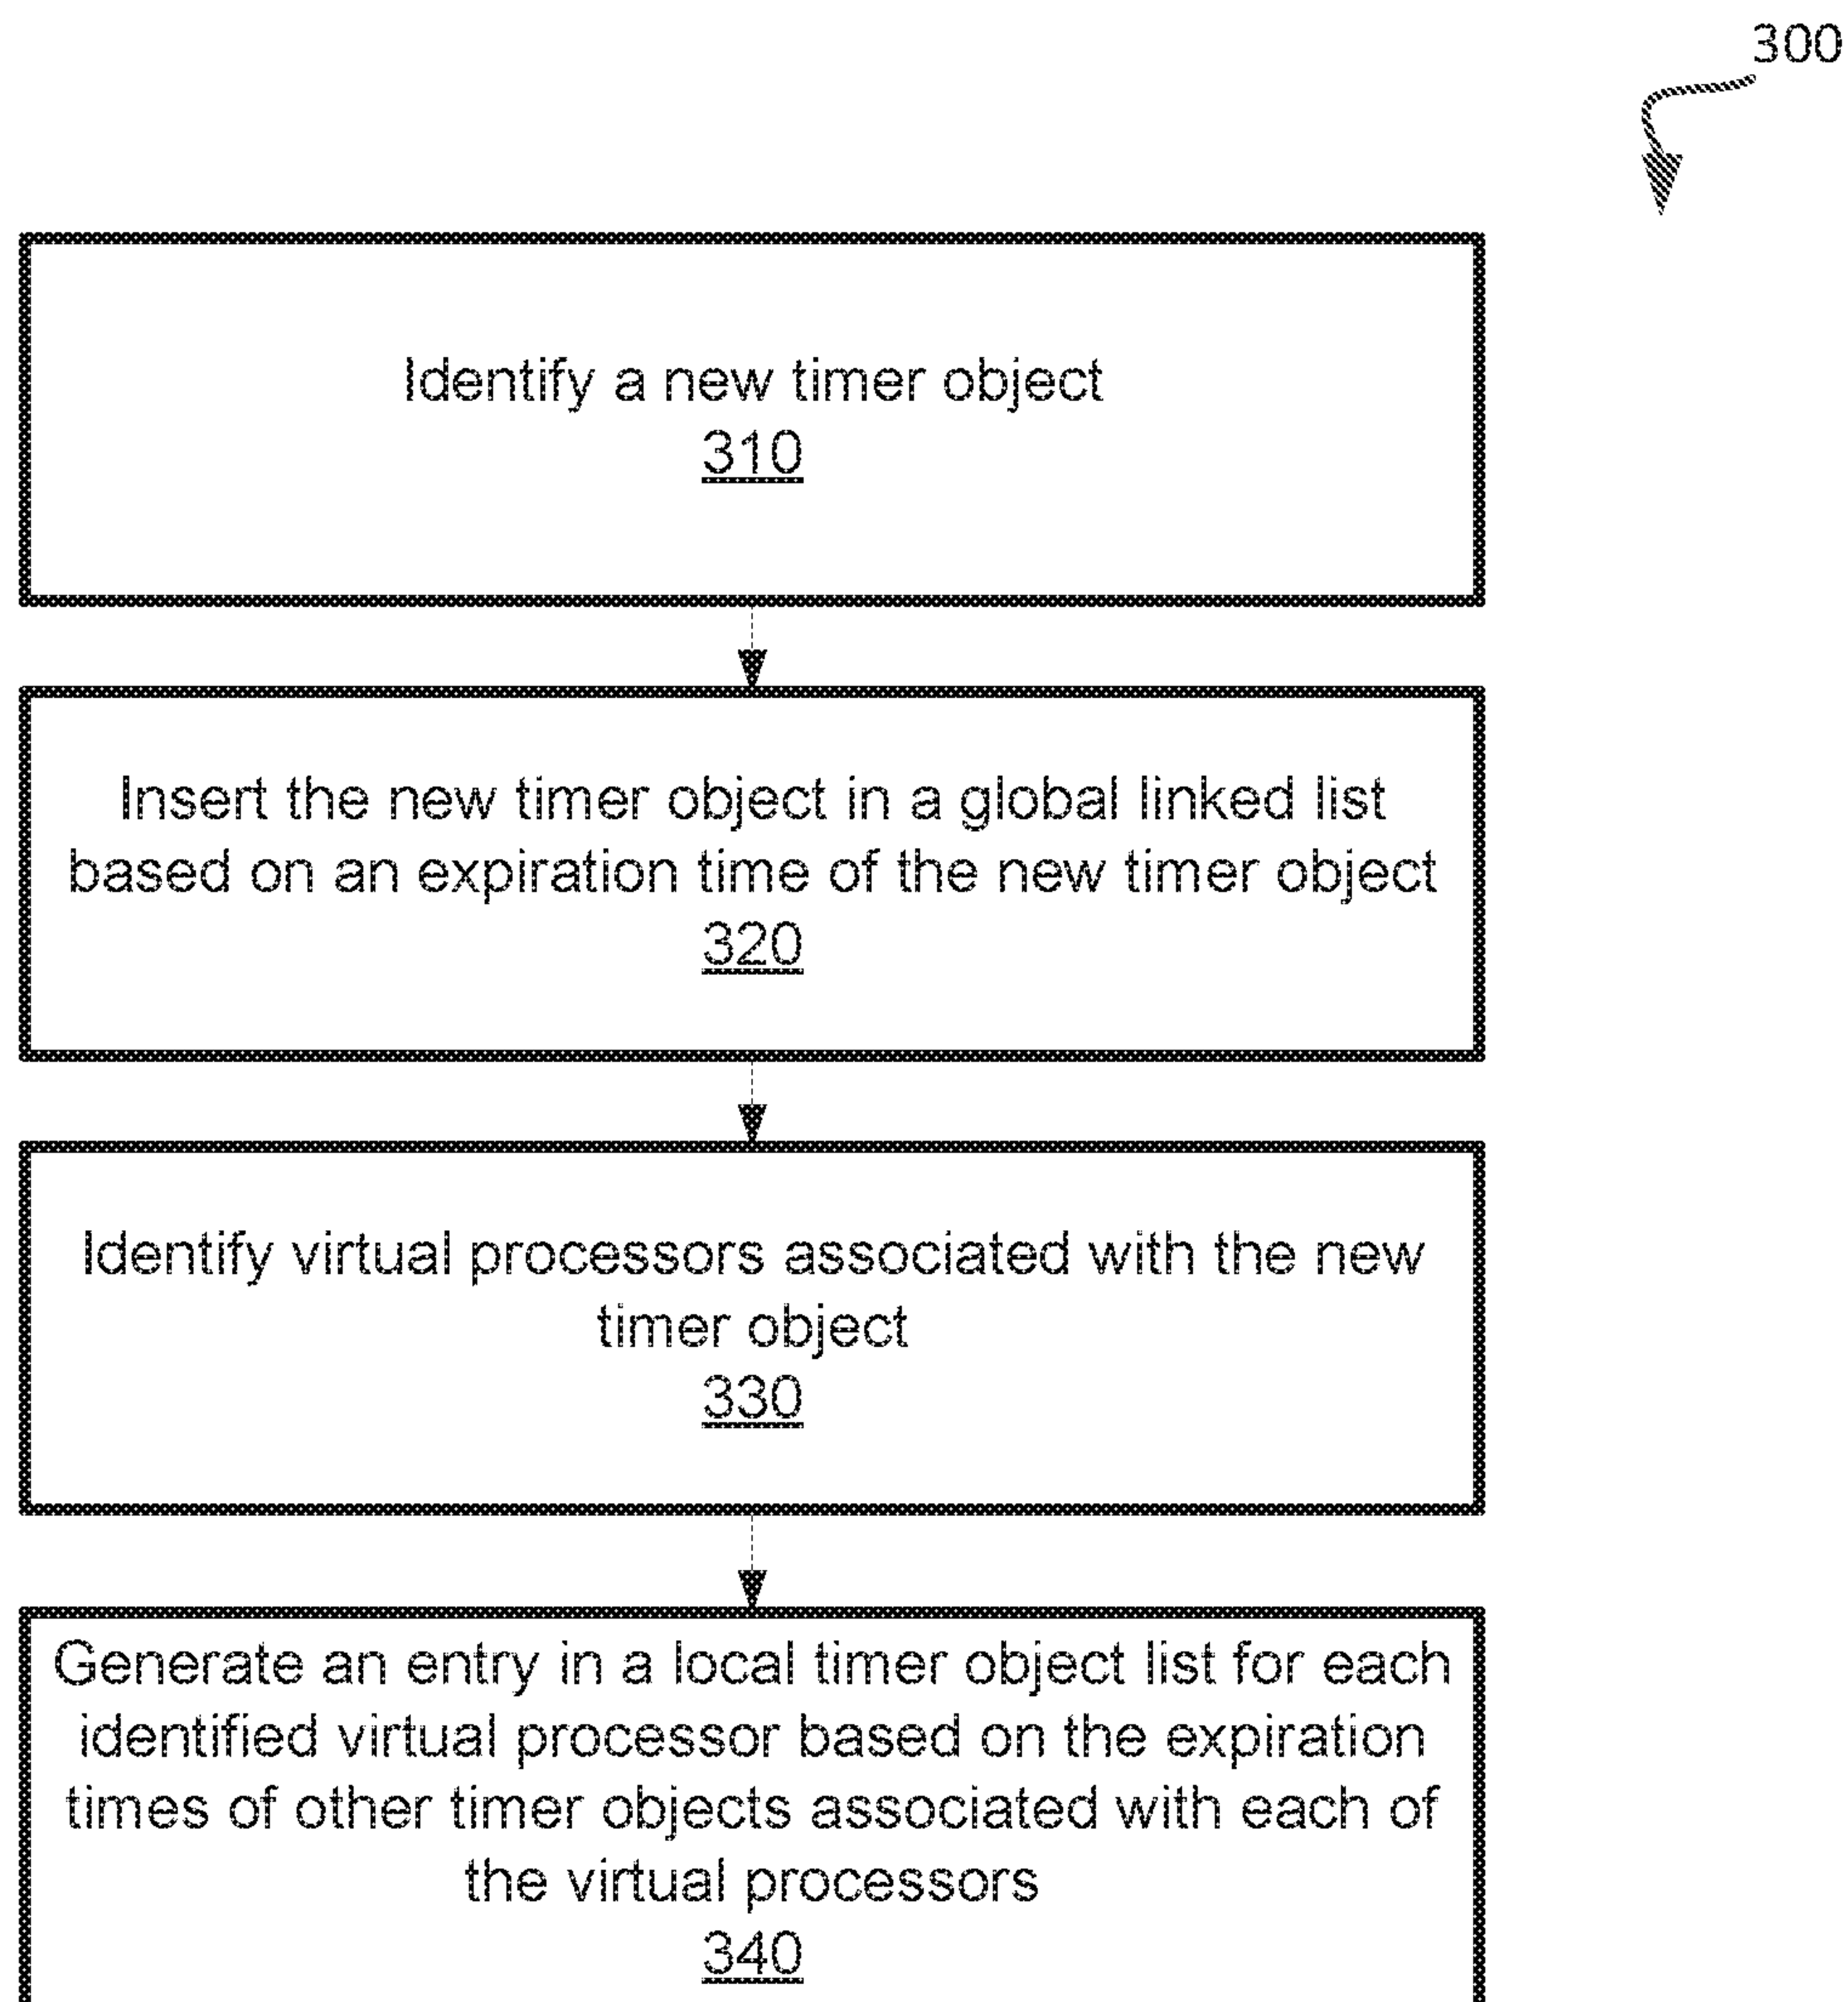 300
Identify a new timer object
310
Insert the new timer object in a global linked list
based on an expiration time of the new timer object
320
Identify virtual processors associated with the new
timer object
330
Generate an entry in a local timer object list for each
identified virtual processor based on the expiration
times of other timer objects associated with each of
the virtual processors
340